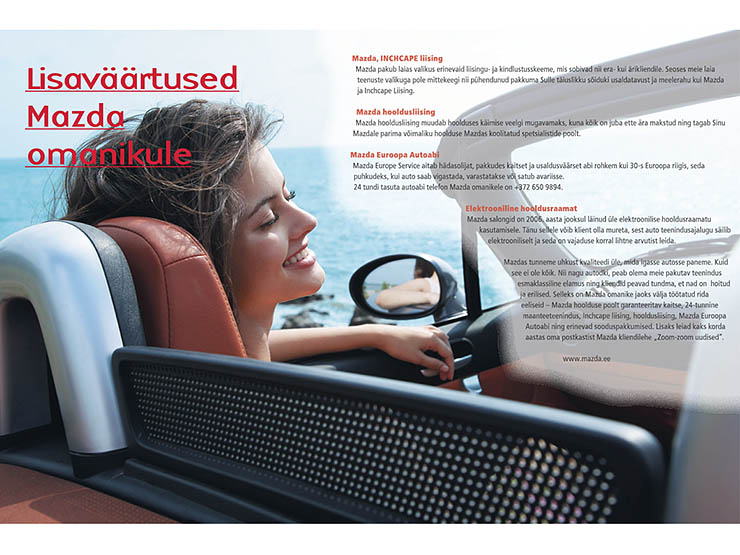 Lisaväärtused
Mazda
omanikule
Mazda, INCHCAPE liising
Mazda pakub laias valikus erinevaid liisingu- ja kindlustusskeeme, mis sobivad nii era- kui ärikliendile. Seoses meie laia
teenuste valikuga pole mittekeegi nii pühendunud pakkuma Sulle täiuslikku sõiduki usaldatavust ja meelerahu kui Mazda
ja Inchcape Liising.
Mazda hooldusliising
Mazda hooldusliising muudab hoolduses käimise veelgi mugavamaks, kuna kõik on juba ette ära makstud ning tagab Sinu
Mazdale parima võimaliku hoolduse Mazdas koolitatud spetsialistide poolt.
Mazda Euroopa Autoabi
Mazda Europe Service aitab hädasolijat, pakkudes kaitset ja usaldusväärset abi rohkem kui 30-s Euroopa riigis, seda
puhkudeks, kui auto saab vigastada, varastatakse või satub avariisse.
24 tundi tasuta autoabi telefon Mazda omanikele on +372 650 9894.
Elektrooniline hooldusraamat
Mazda salongid on 2006. aasta jooksul läinud üle elektroonilise hooldusraamatu
kasutamisele. Tänu sellele võib klient olla mureta, sest auto teenindusajalugu säilib
elektrooniliselt ja seda on vajaduse korral lihtne arvutist leida.
Mazdas tunneme uhkust kvaliteedi üle, mida igasse autosse paneme. Kuid
see ei ole kõik. Nii nagu autodki, peab olema meie pakutav teenindus
esmaklassiline elamus ning kliendid peavad tundma, et nad on hoitud
ja erilised. Selleks on Mazda omanike jaoks välja töötatud rida
eeliseid – Mazda hoolduse poolt garanteeritav kaitse, 24-tunnine
maanteeteenindus, Inchcape liising, hooldusliising, Mazda Euroopa
Autoabi ning erinevad sooduspakkumised. Lisaks leiad kaks korda
aastas oma postkastist Mazda kliendilehe „Zoom-zoom uudised”.
www.mazda.ee